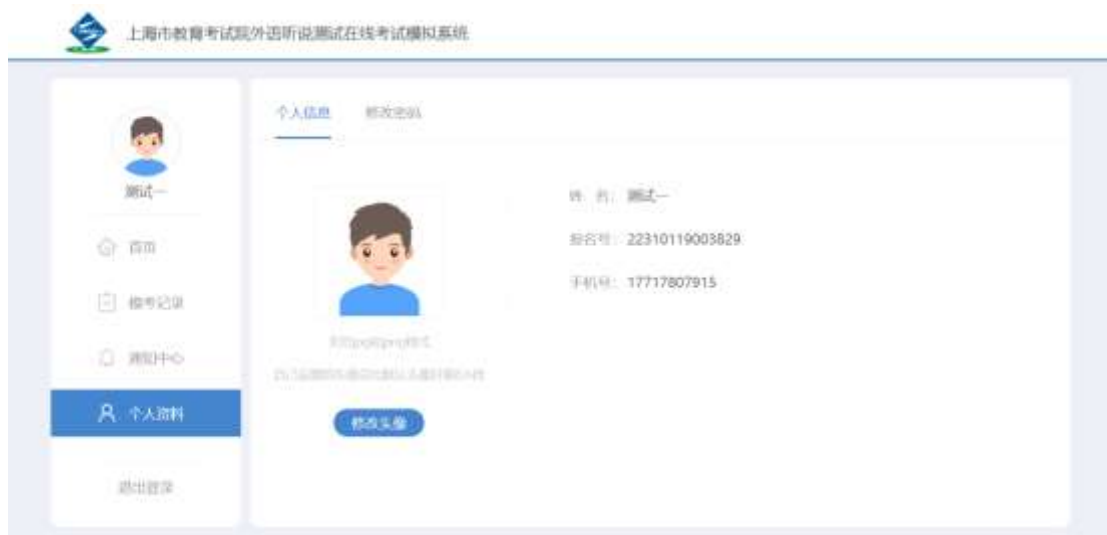 上海市教育考试院外语听说测试在线考试模拟系统
测试一
首页
模考记录
通知中心
个人资料
退出登录
个人信息 修改密码
修改头像
姓 名： 测试一
报名号： 22310119003829
手机号： 17717807915